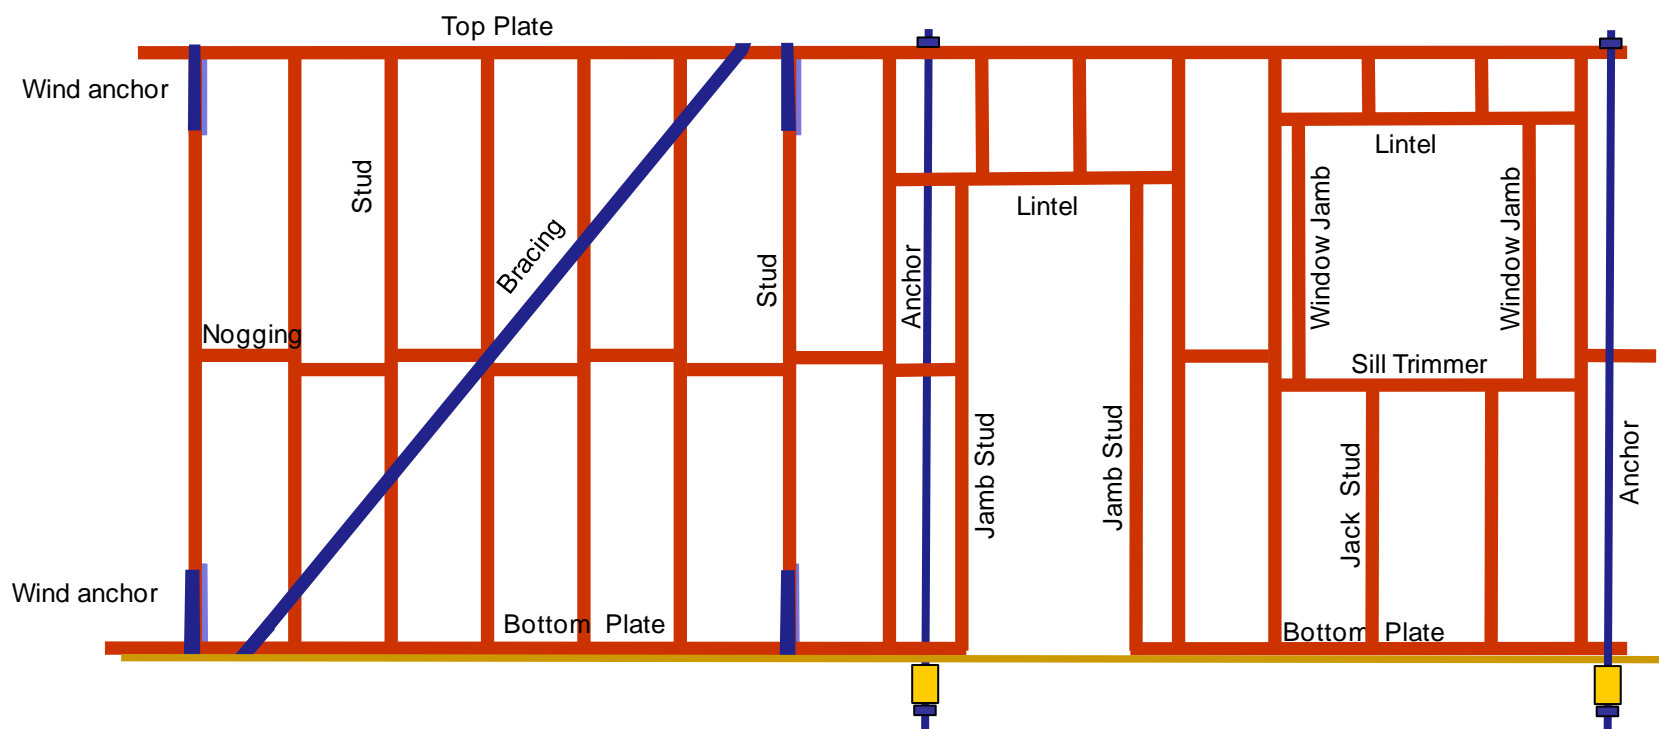 Top Plate
Wind anchor
Stud
Bracing
Stud
Anchor
Lintel
Lintel
Window Jamb
Window Jamb
Nogging
Sill Trimmer
Jamb Stud
Jamb Stud
Jack Stud
Anchor
Wind anchor
Bottom Plate
Bottom Plate